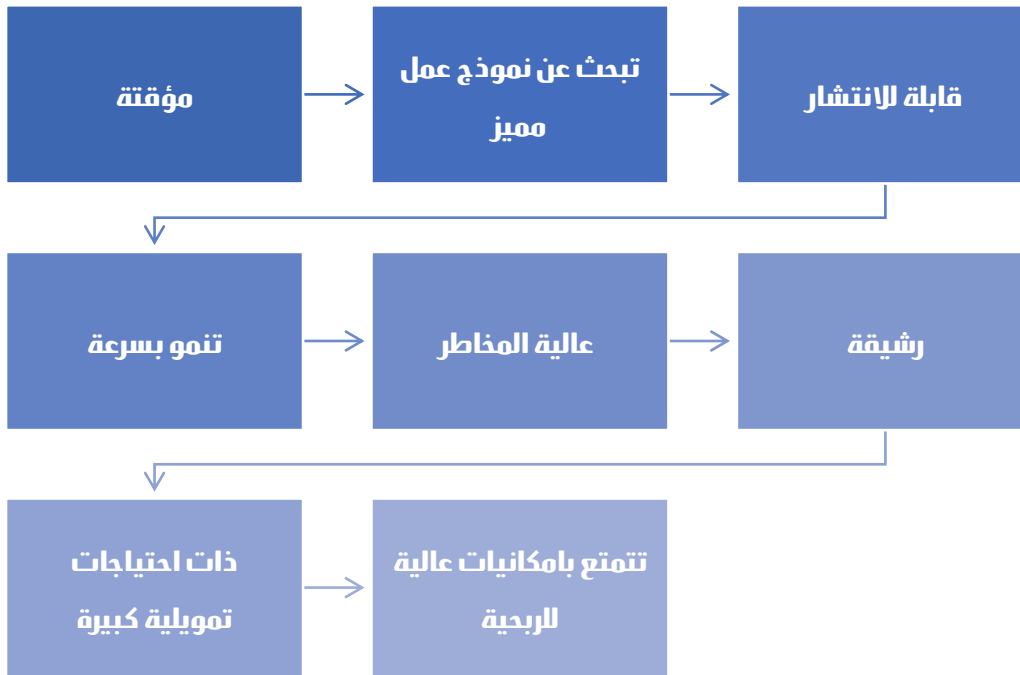 مؤقتة
تبحث عن نموذج عمل
مميز
قابلة للانتشار
تنمو بسرعة
عالية المخاطر
رشيقة
ذات احتياجات
تمويلية كبيرة
تتمتع بامكانيات عالية
للربحية